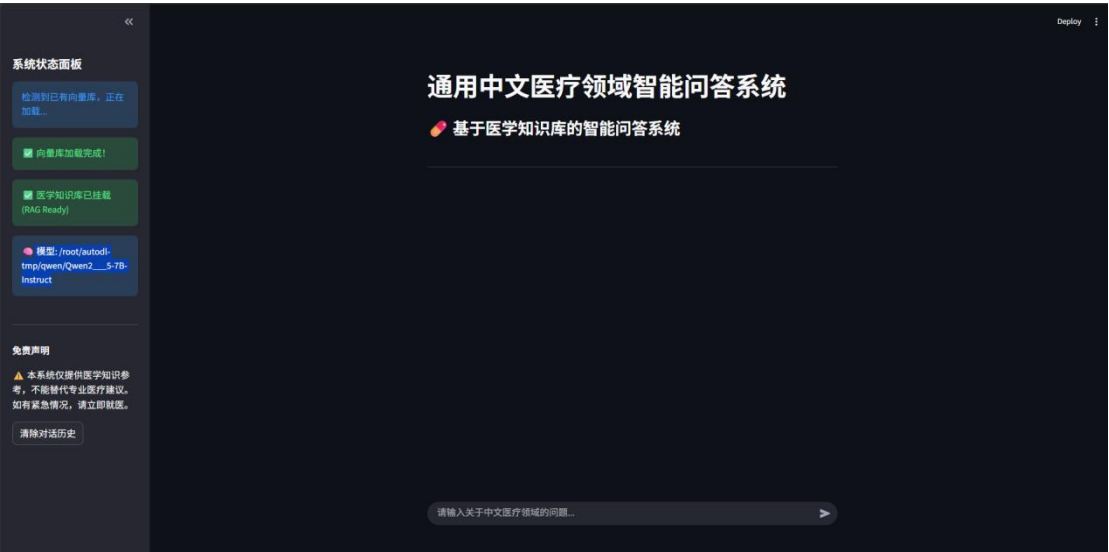 Deploy
系统状态面板
检测到已有向量库，正在
加载...
✅ 向量库加载完成！
✅ 医学知识库已挂载
(RAG Ready)
🧠 模型: /root/autodl-
tmp/qwen/Qwen2___5-7B-
Instruct
免责声明
⚠️ 本系统仅提供医学知识参
考，不能替代专业医疗建议。
如有紧急情况，请立即就医。
清除对话历史
通用中文医疗领域智能问答系统
💊 基于医学知识库的智能问答系统
请输入关于中文医疗领域的问题...